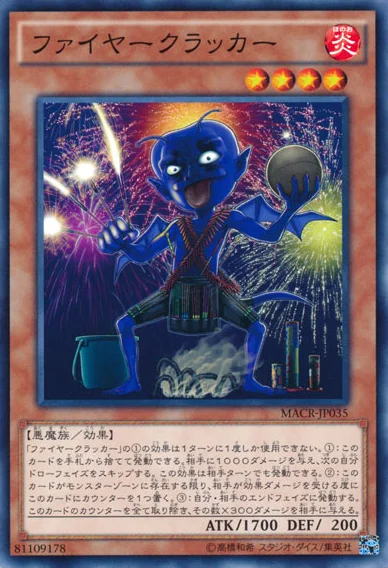 ファイヤークラッカー
炎
MACR-JP035
【悪魔族／効果】
「ファイヤークラッカー」の①の効果は１ターンに１度しか使用できない。①：この
カードを手札から捨てて発動できる。相手に１０００ダメージを与え、次の自分
ドローフェイズをスキップする。この効果は相手ターンでも発動できる。②：この
カードがモンスターゾーンに存在する限り、相手が効果ダメージを受ける度に
このカードにカウンターを１つ置く。③：自分・相手のエンドフェイズに発動する。
このカードのカウンターを全て取り除き、その数×３００ダメージを相手に与える。
ATK/1700 DEF/ 200
81109178
©高橋和希 スタジオ・ダイス/集英社